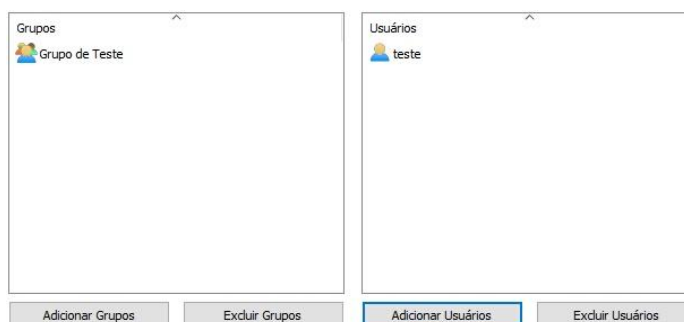 Grupos
Grupo de Teste
Usuários
teste
Adicionar Grupos
Excluir Grupos
Adicionar Usuários
Excluir Usuários